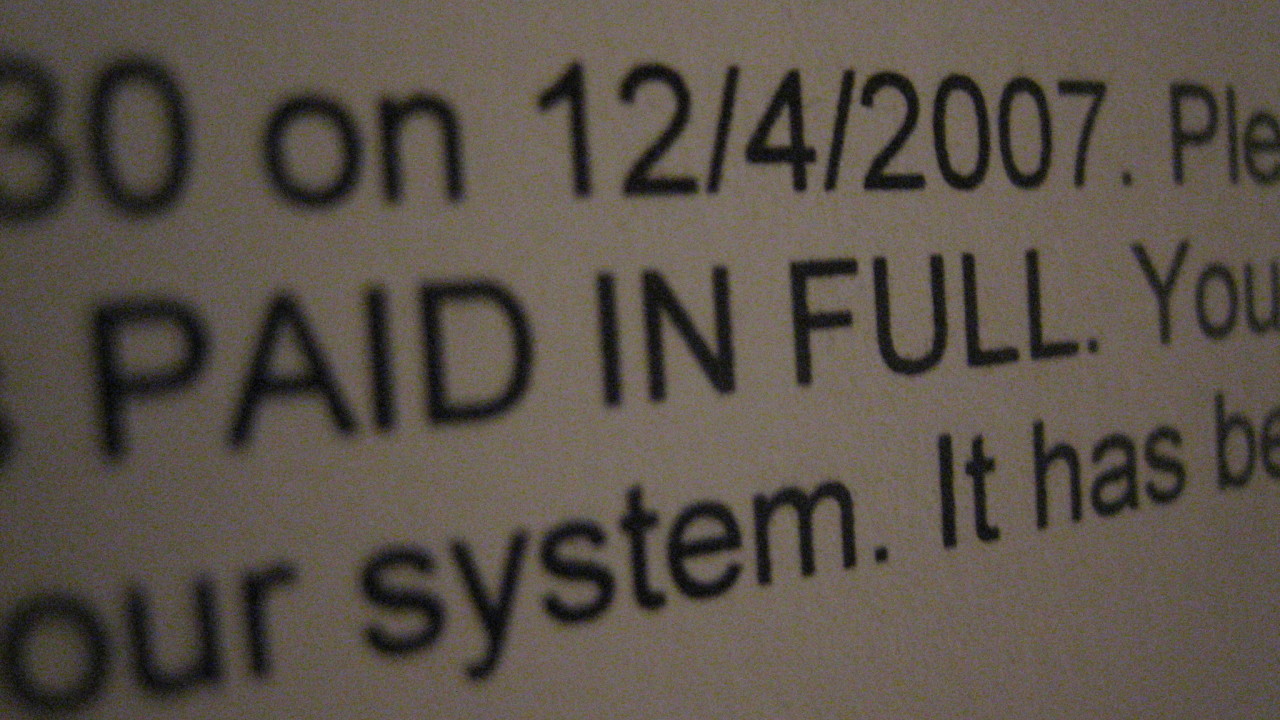 30 on 12/4/2007. Ple
PAID IN FULL. You
our system. It has be